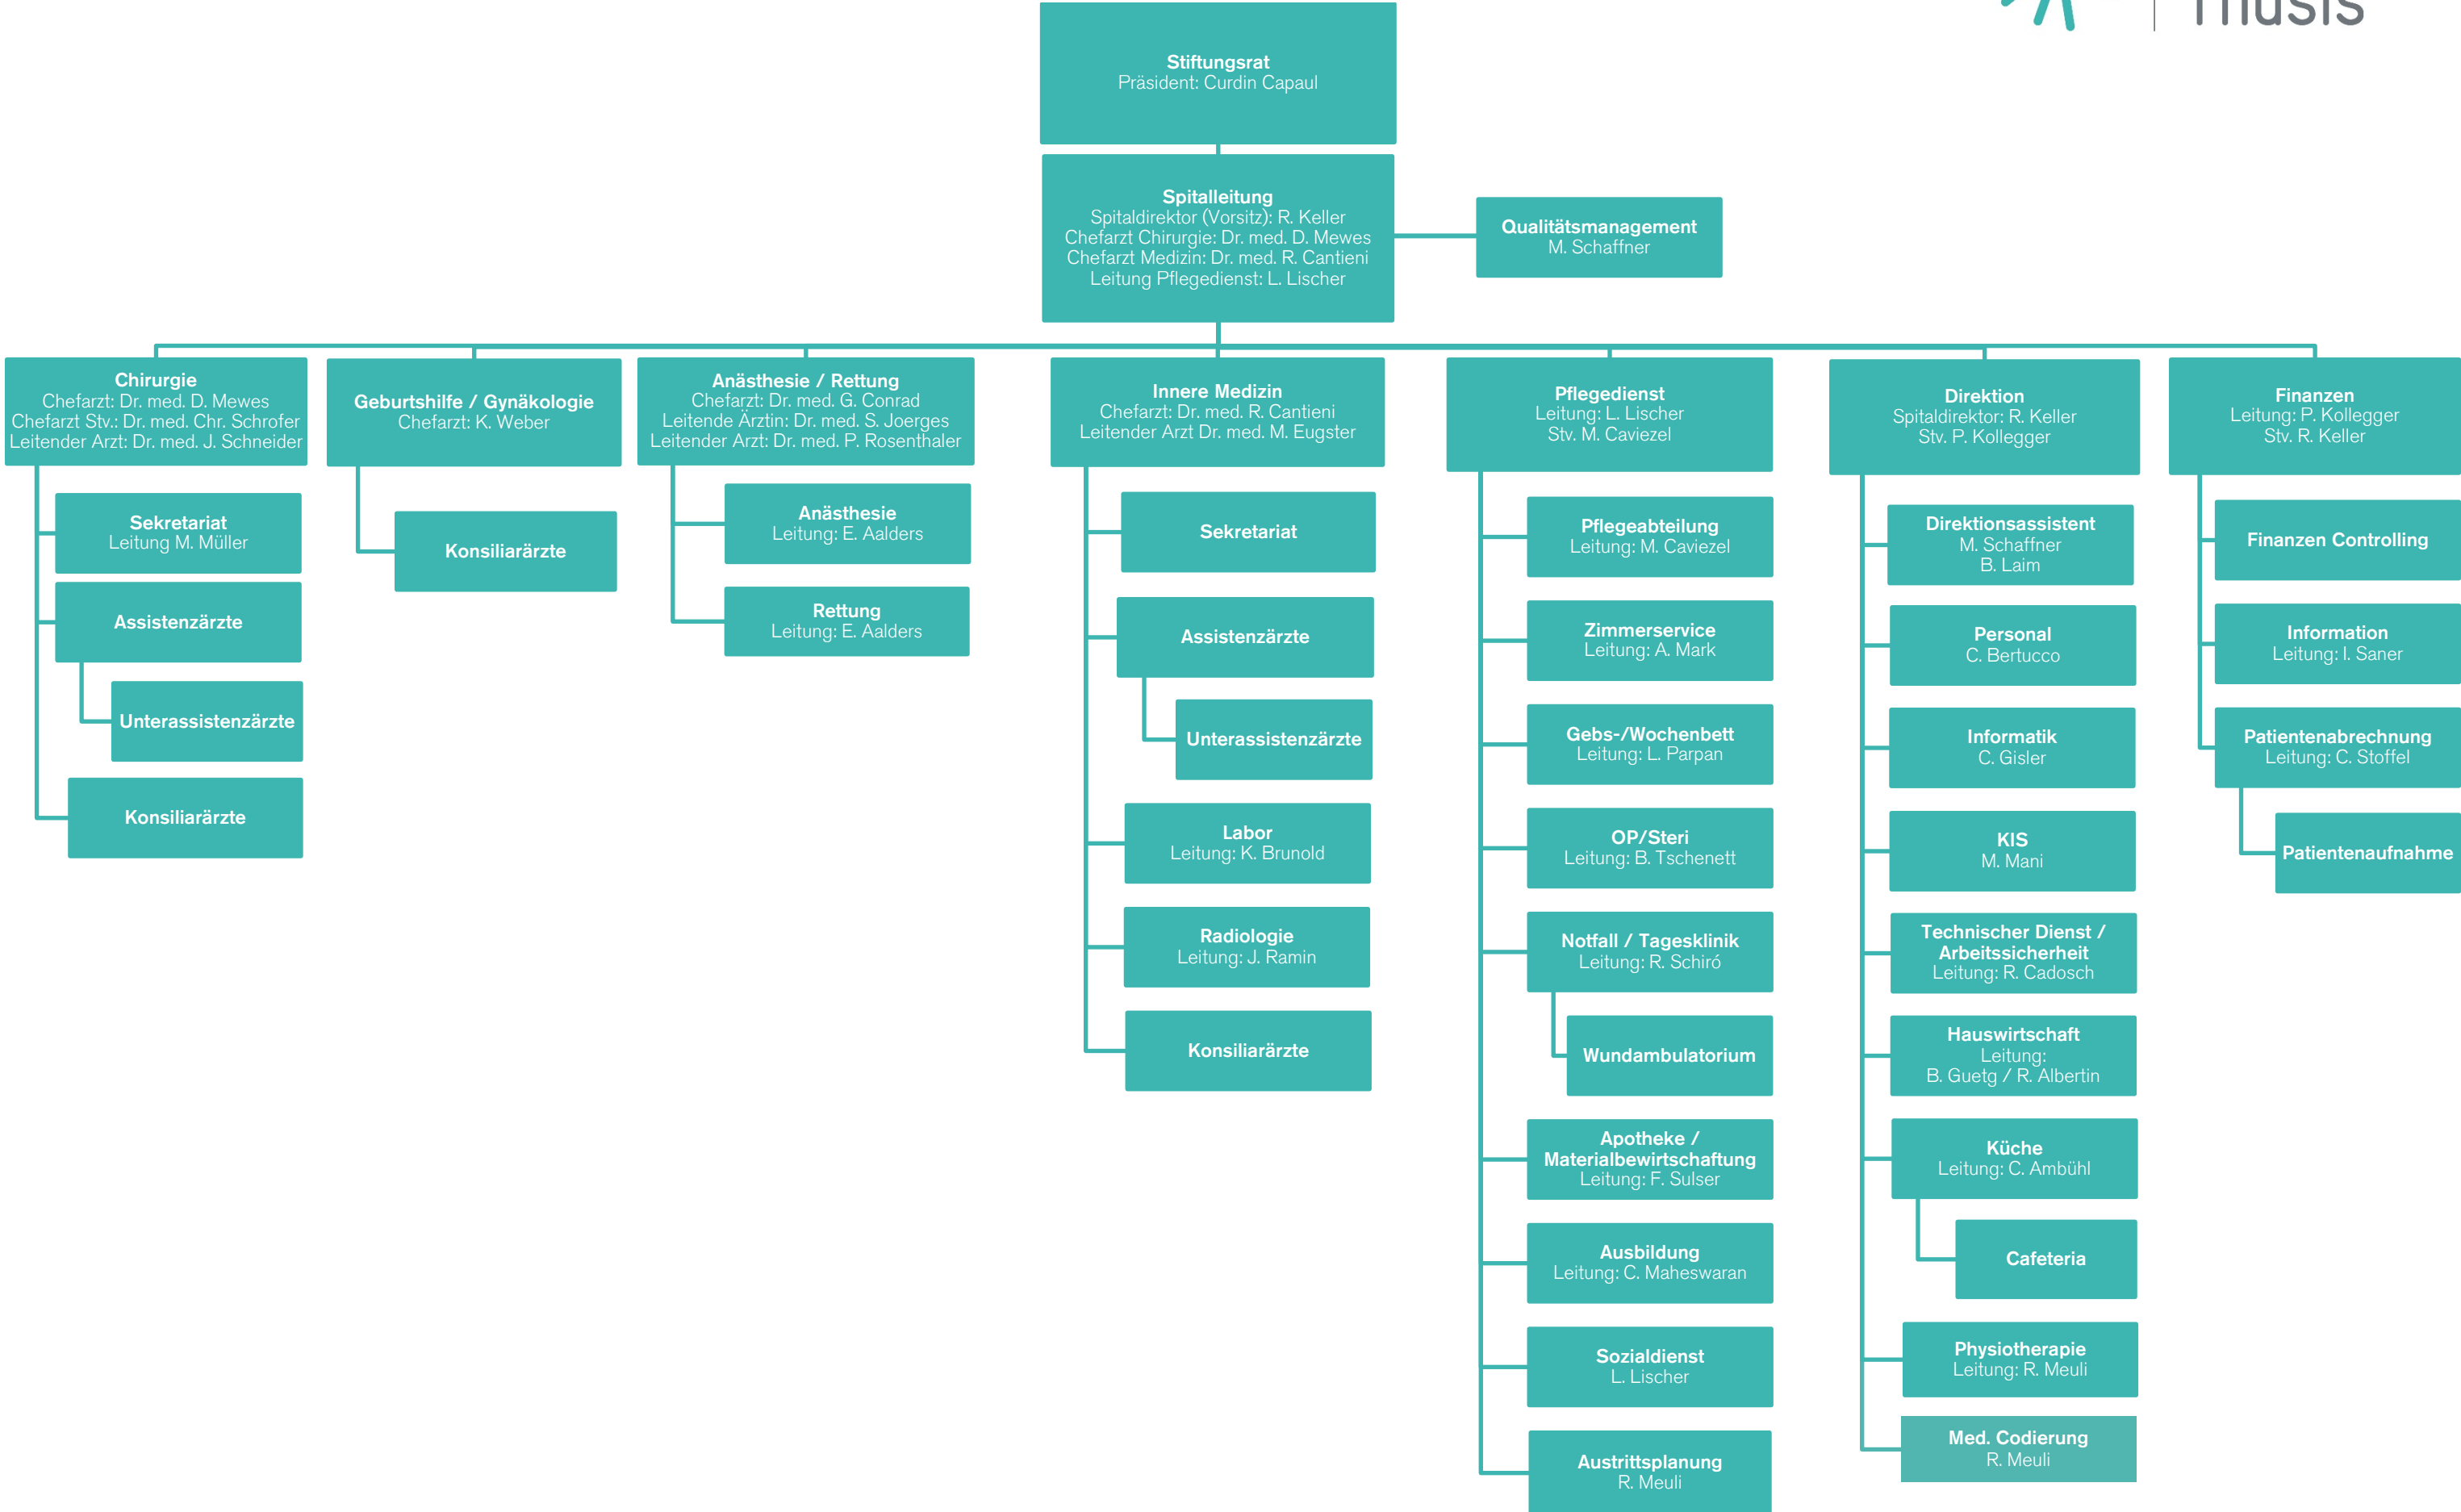 Stiftungsrat
Präsident: Curdin Capaul
Spitalleitung
Spitaldirektor (Vorsitz): R. Keller
Chefarzt Chirurgie: Dr. med. D. Mewes
Chefarzt Medizin: Dr. med. R. Cantieni
Leitung Pflegedienst: L. Lischer
Qualitätsmanagement
M. Schaffner
Chirurgie
Chefarzt: Dr. med. D. Mewes
Chefarzt Stv.: Dr. med. Chr. Schrofer
Leitender Arzt: Dr. med. J. Schneider
Sekretariat
Leitung M. Müller
Assistenzärzte
Unterassistenzärzte
Konsiliarärzte
Geburtshilfe / Gynäkologie
Chefarzt: K. Weber
Konsiliarärzte
Anästhesie / Rettung
Chefarzt: Dr. med. G. Conrad
Leitende Ärztin: Dr. med. S. Joerges
Leitender Arzt: Dr. med. P. Rosenthaler
Anästhesie
Leitung: E. Aalders
Rettung
Leitung: E. Aalders
Innere Medizin
Chefarzt: Dr. med. R. Cantieni
Leitender Arzt Dr. med. M. Eugster
Sekretariat
Assistenzärzte
Unterassistenzärzte
Labor
Leitung: K. Brunold
Radiologie
Leitung: J. Ramin
Konsiliarärzte
Pflegedienst
Leitung: L. Lischer
Stv. M. Caviezel
Pflegeabteilung
Leitung: M. Caviezel
Zimmerservice
Leitung: A. Mark
Gebs-/Wochenbett
Leitung: L. Parpan
OP/Steri
Leitung: B. Tschenett
Notfall / Tagesklinik
Leitung: R. Schiró
Wundambulatorium
Apotheke /
Materialbewirtschaftung
Leitung: F. Sulser
Ausbildung
Leitung: C. Maheswaran
Sozialdienst
L. Lischer
Austrittsplanung
R. Meuli
Direktion
Spitaldirektor: R. Keller
Stv. P. Kollegger
Direktionsassistent
M. Schaffner
B. Laim
Personal
C. Bertucco
Informatik
C. Gisler
KIS
M. Mani
Technischer Dienst /
Arbeitssicherheit
Leitung: R. Cadosch
Hauswirtschaft
Leitung:
B. Guetg / R. Albertin
Küche
Leitung: C. Ambühl
Cafeteria
Physiotherapie
Leitung: R. Meuli
Med. Codierung
R. Meuli
Finanzen
Leitung: P. Kollegger
Stv. R. Keller
Finanzen Controlling
Information
Leitung: I. Saner
Patientenabrechnung
Leitung: C. Stoffel
Patientenaufnahme